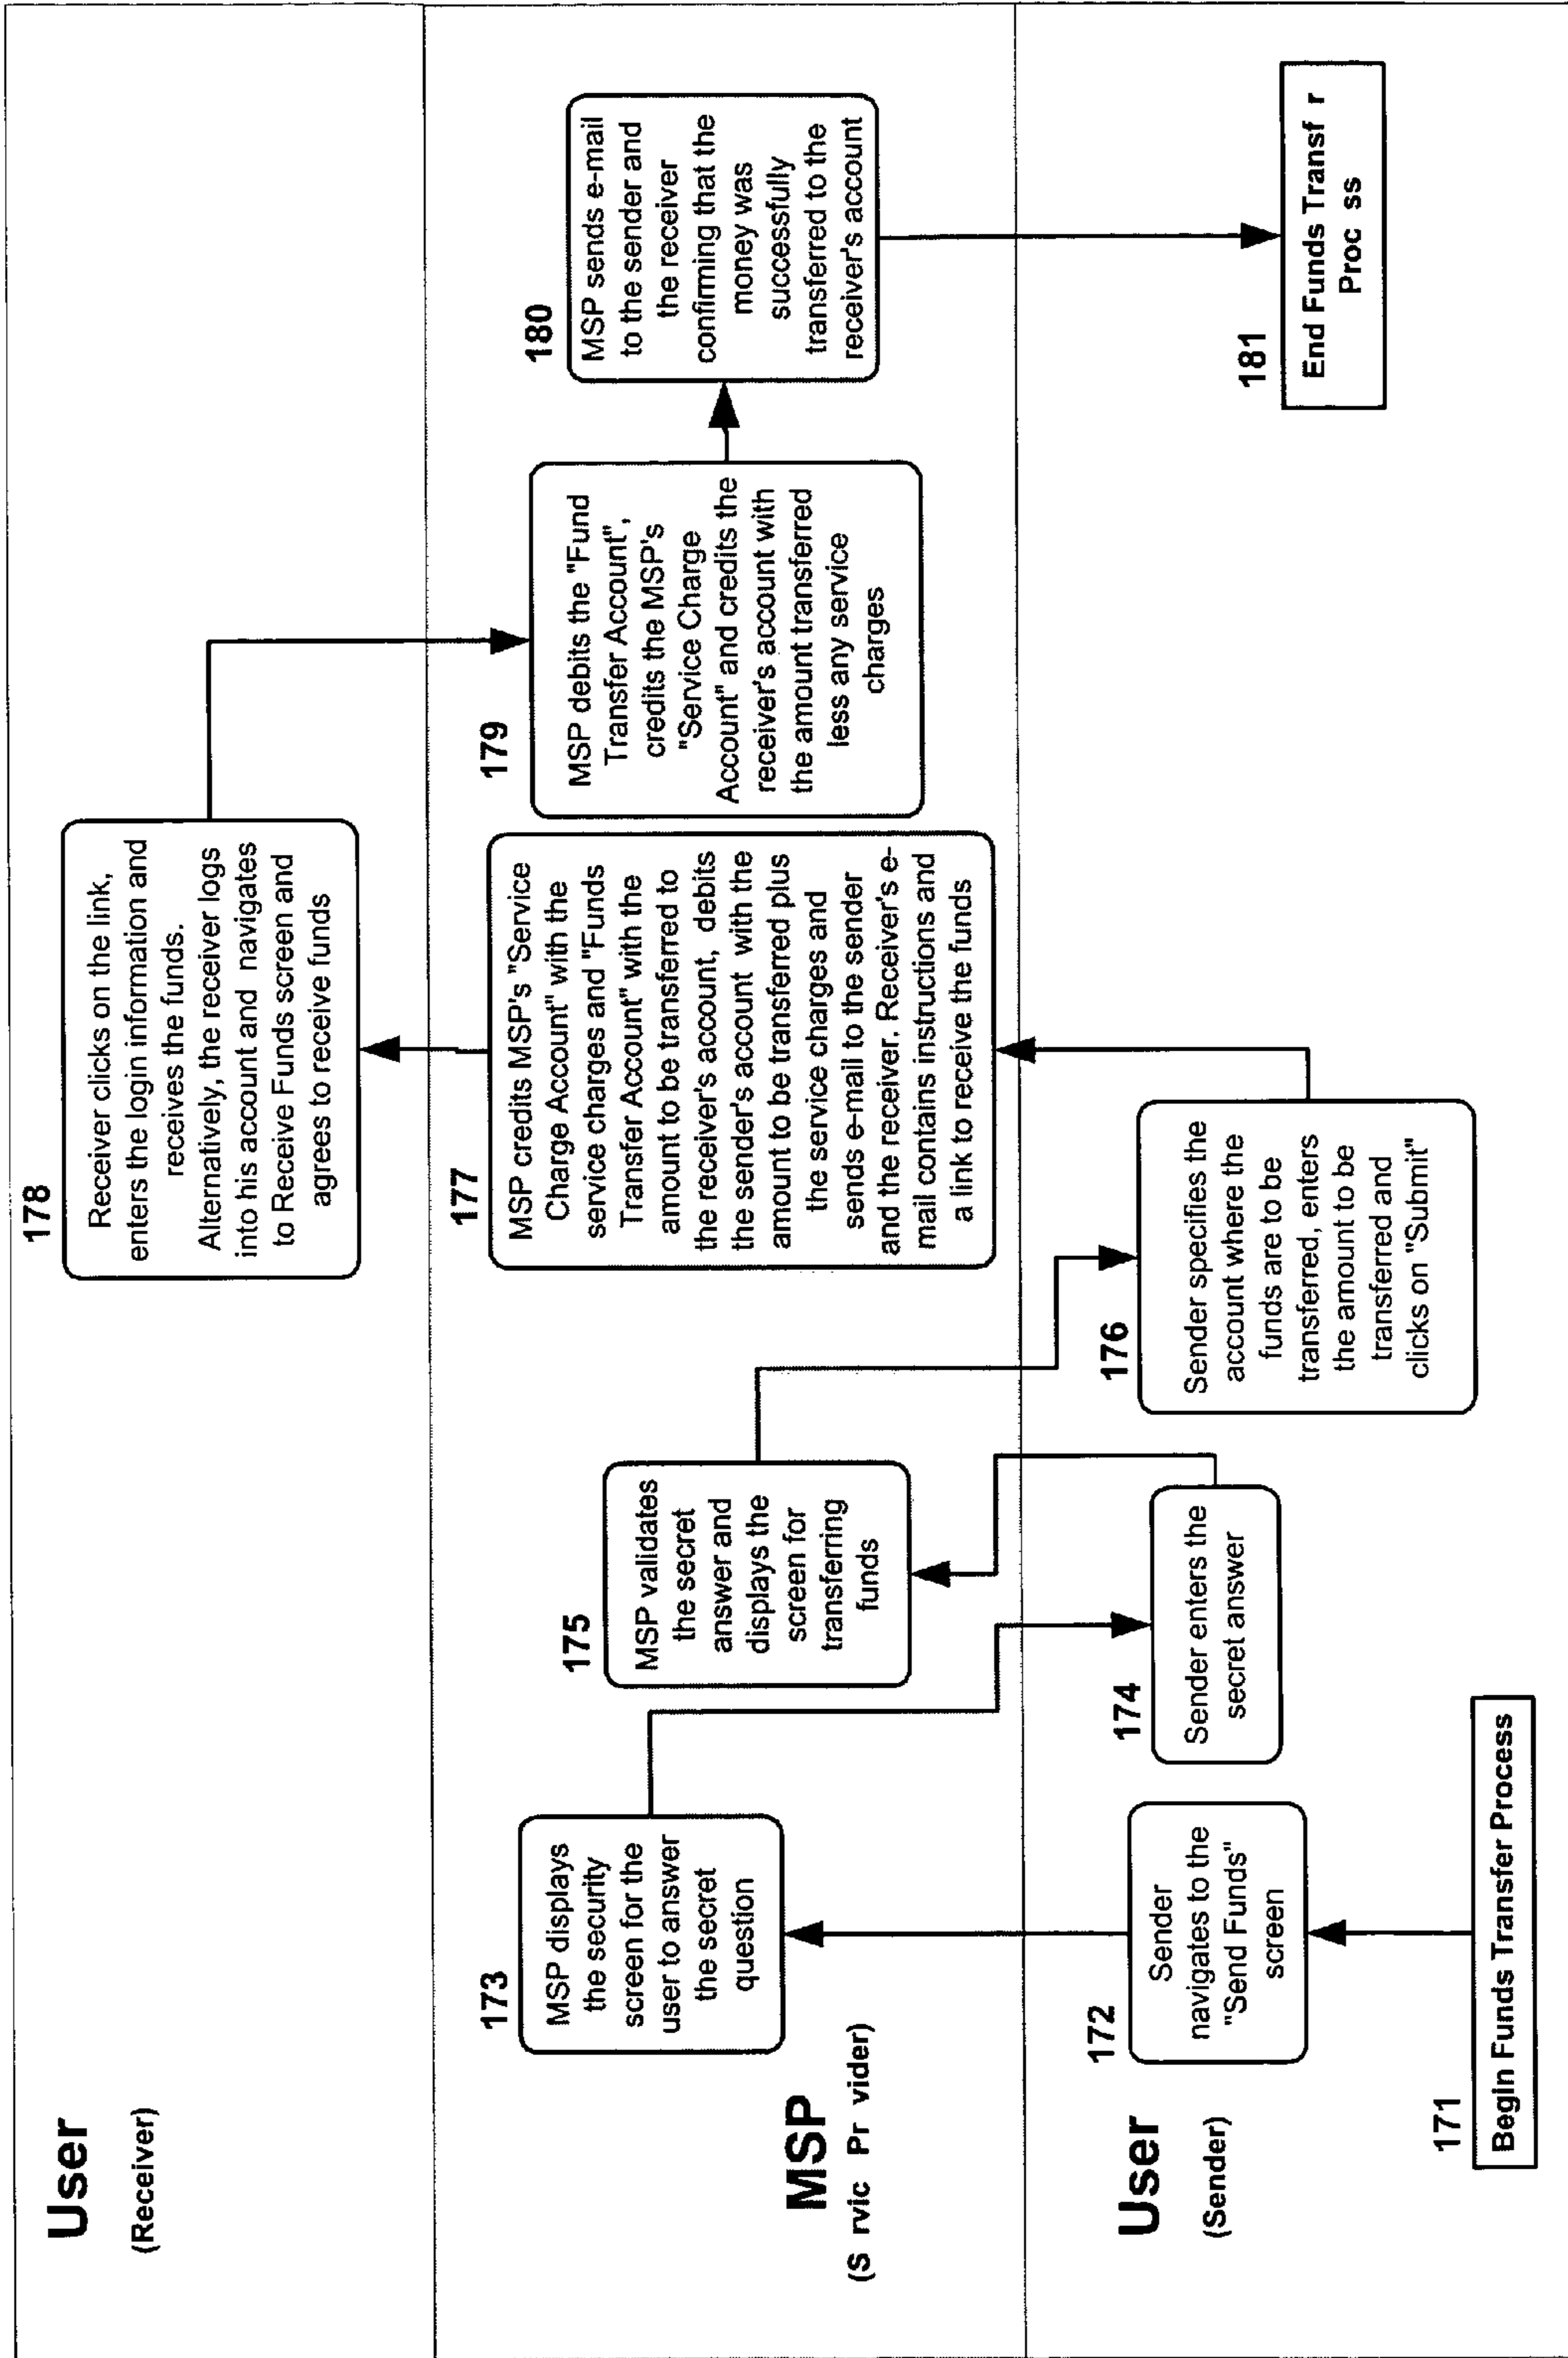 User
(Receiver)
178
Receiver clicks on the link,
enters the login information and
receives the funds.
Alternatively, the receiver logs
into his account and navigates
to Receive Funds screen and
agrees to receive funds
MSP
(S rvic Pr vider)
173
MSP displays
the security
screen for the
user to answer
the secret
question
175
MSP validates
the secret
answer and
displays the
screen for
transferring
funds
177
MSP credits MSP's "Service
Charge Account" with the
service charges and "Funds
Transfer Account" with the
amount to be transferred to
the receiver's account, debits
the sender's account with the
amount to be transferred plus
the service charges and
sends e-mail to the sender
and the receiver. Receiver's e-
mail contains instructions and
a link to receive the funds
179
MSP debits the "Fund
Transfer Account",
credits the MSP's
"Service Charge
Account" and credits the
receiver's account with
the amount transferred
less any service
charges
180
MSP sends e-mail
to the sender and
the receiver
confirming that the
money was
successfully
transferred to the
receiver's account
User
(Sender)
171
Begin Funds Transfer Process
172
Sender
navigates to the
"Send Funds"
screen
174
Sender enters the
secret answer
176
Sender specifies the
account where the
funds are to be
transferred, enters
the amount to be
transferred and
clicks on "Submit"
181
End Funds Transf r
Proc ss